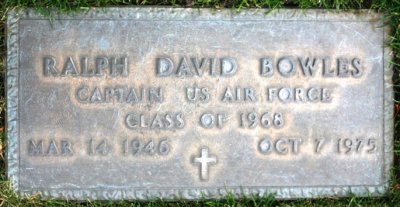 RALPH DAVID BOWLES
CAPTAIN US AIR FORCE
CLASS OF 1968
MAR 14 1946 OCT 7 1975